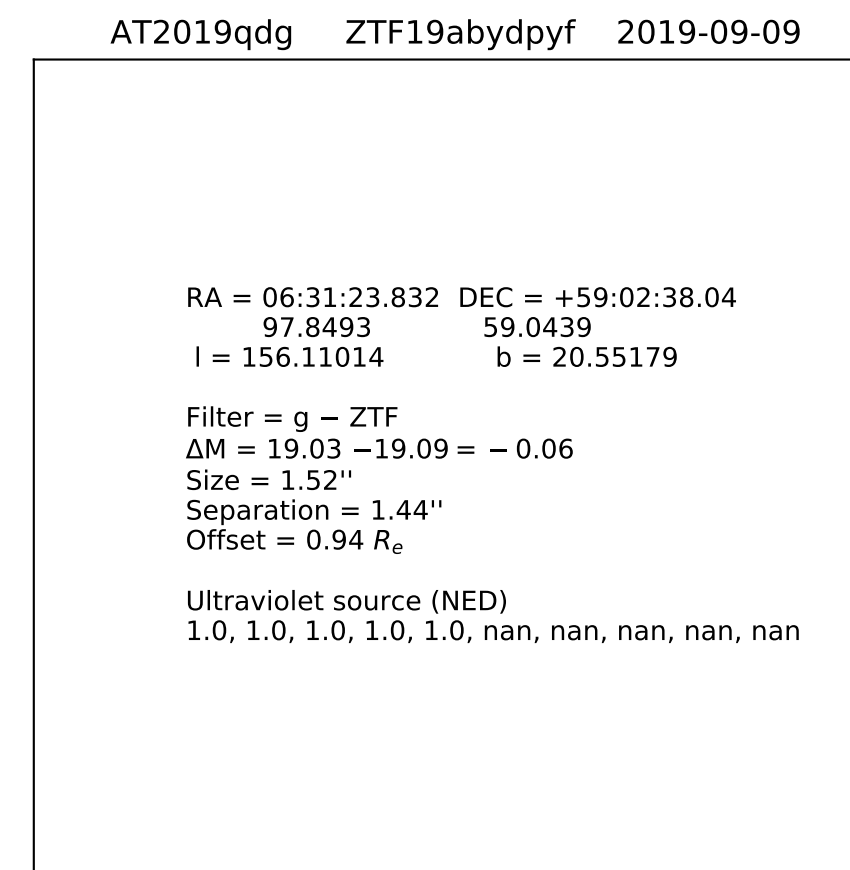 AT2019qdg ZTF19abydpyf 2019-09-09
RA = 06:31:23.832 DEC = +59:02:38.04
97.8493 59.0439
l = 156.11014 b = 20.55179
Filter = g − ZTF
ΔM = 19.03 −19.09 = − 0.06
Size = 1.52''
Separation = 1.44''
Offset = 0.94 Re
Ultraviolet source (NED)
1.0, 1.0, 1.0, 1.0, 1.0, nan, nan, nan, nan, nan